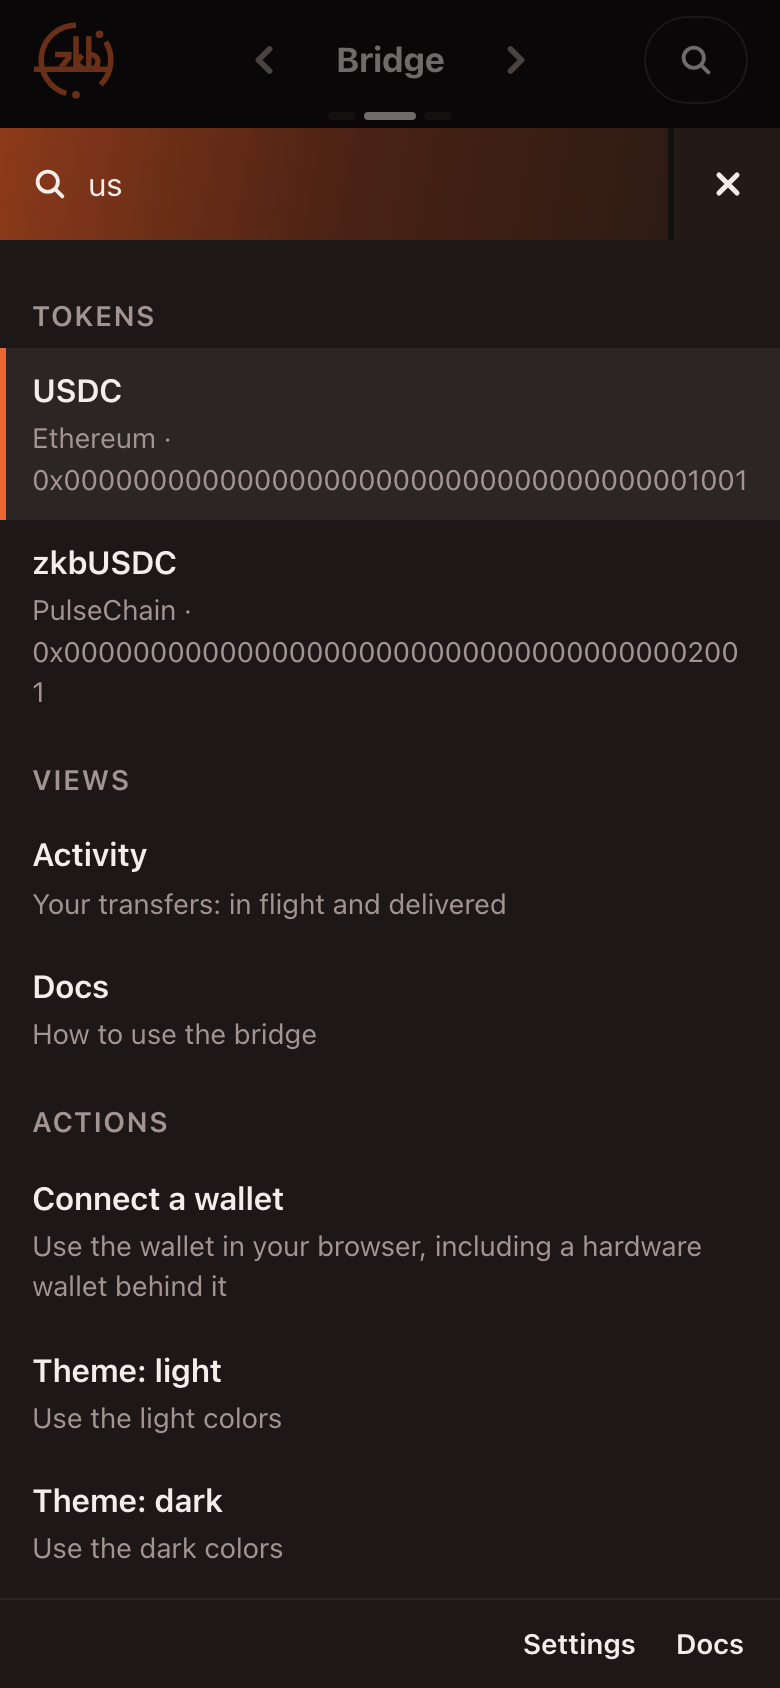 zkb
Bridge
us
TOKENS
USDC
Ethereum ·
0x0000000000000000000000000000000000001001
zkbUSDC
PulseChain ·
0x000000000000000000000000000000000000200
1
VIEWS
Activity
Your transfers: in flight and delivered
Docs
How to use the bridge
ACTIONS
Connect a wallet
Use the wallet in your browser, including a hardware
wallet behind it
Theme: light
Use the light colors
Theme: dark
Use the dark colors
Settings Docs